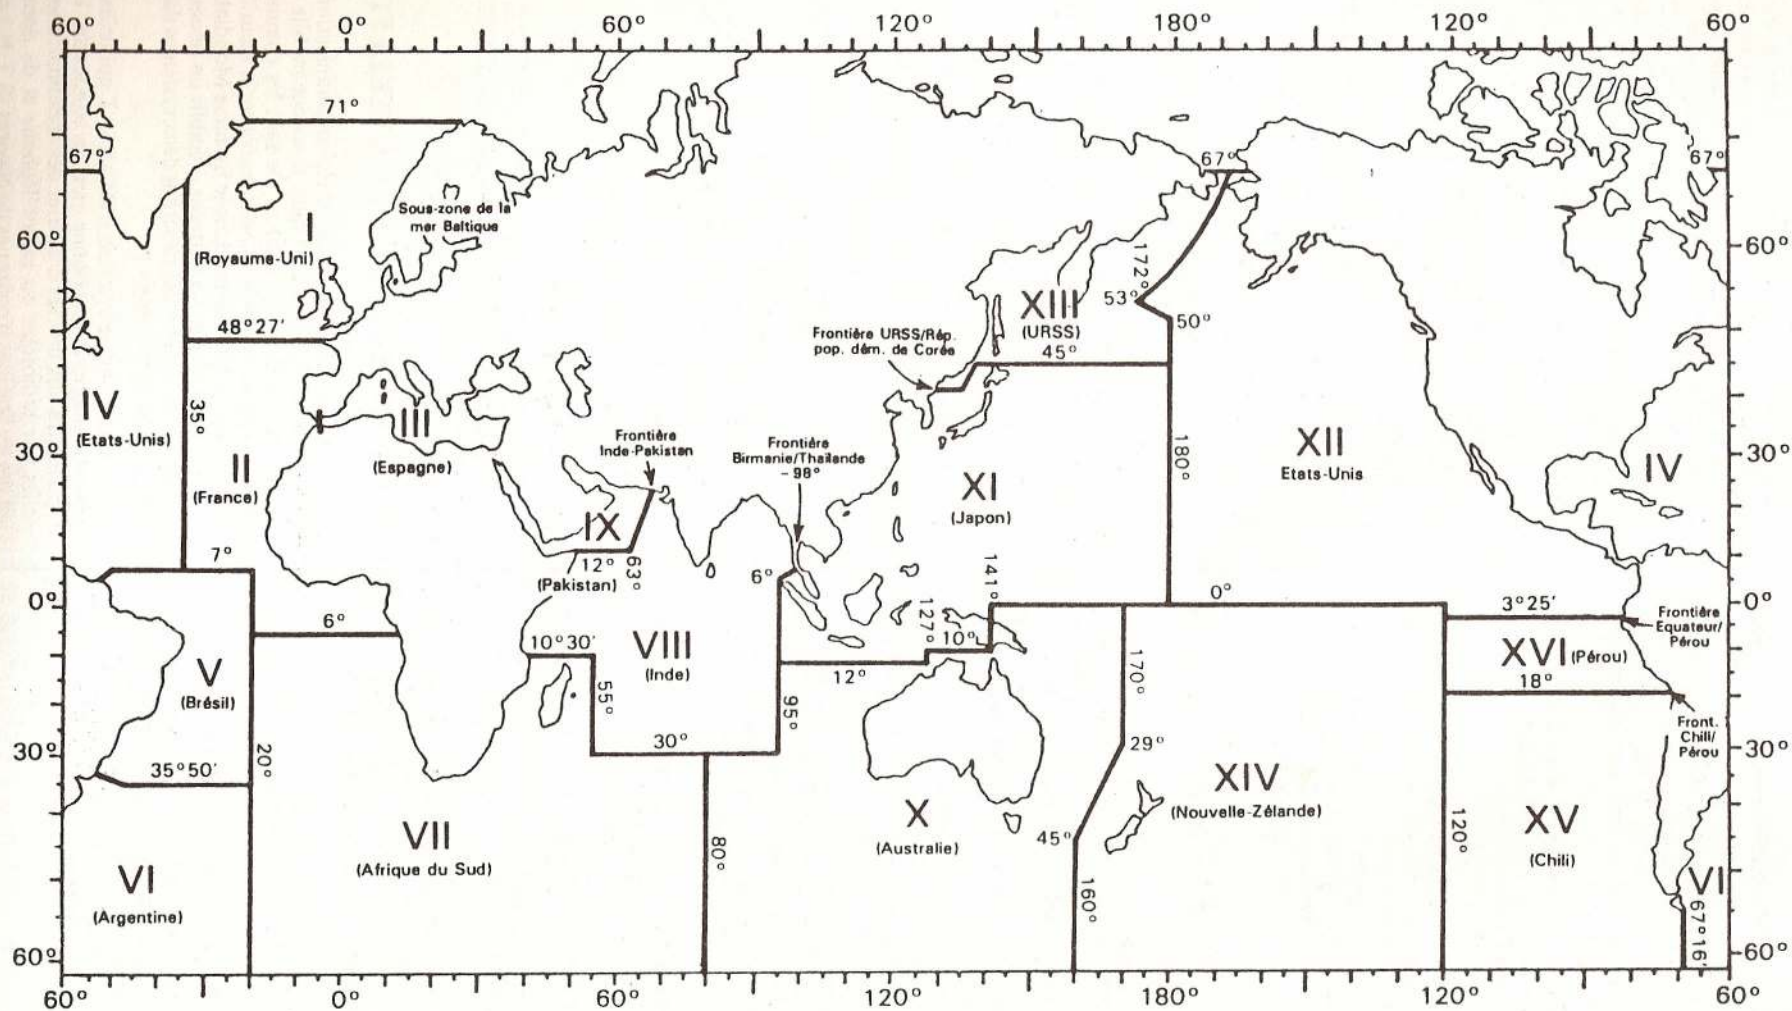 60° 0° 60° 120° 180° 120° 60°
71°
67° 67° 67°
Sous-zone de la
mer Baltique
I
(Royaume-Uni)
60° 60°
172°
53°
50°
XIII
(URSS)
45°
48°27′
Frontière URSS/Rép.
pop. dém. de Corée
IV
(Etats-Unis)
35°
III
(Espagne)
II
(France)
30° 30°
Frontière
Inde-Pakistan
Frontière
Birmanie/Thaïlande
-98°
XI
(Japon)
180°
XII
Etats-Unis
IV
IX
12°
(Pakistan)
63°
7°
6°
141°
127°
10°
0° 0° 0°
6°
10°30′
VIII
(Inde)
12°
170°
3°25′
Frontière
Equateur/
Pérou
XVI (Pérou)
18°
V
(Brésil)
55°
95°
30°
20°
30° 30°
29°
Front.
Chili/
Pérou
35°50′
XIV
(Nouvelle-Zélande)
X
(Australie)
45°
VII
(Afrique du Sud)
80°
120°
XV
(Chili)
VI
(Argentine)
160°
VI
67°16′
60° 60°
60° 0° 60° 120° 180° 120° 60°